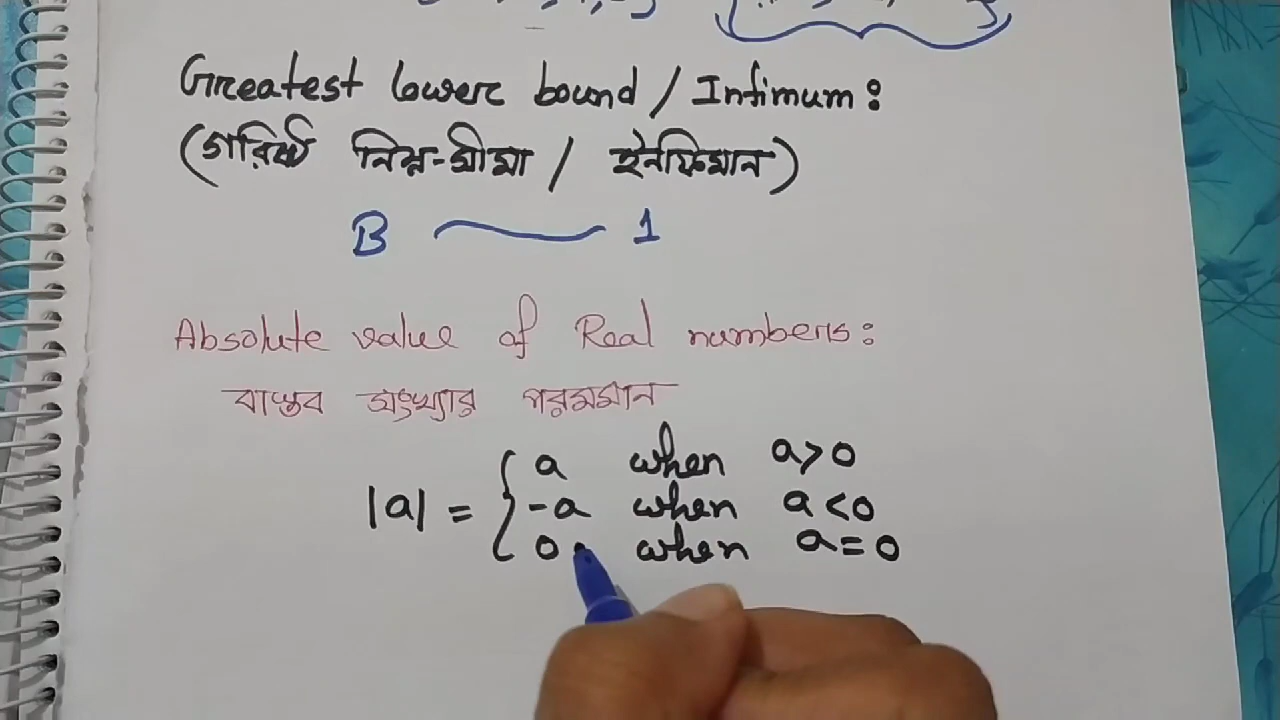 Greatest lower bound / Infimum:
(গরিষ্ঠ নিম্ন-সীমা / ইনফিমান)
B 1
Absolute value of Real numbers:
বাস্তব সংখ্যার পরমমান
a when a>0
|a| = { -a when a<0
0 when a=0